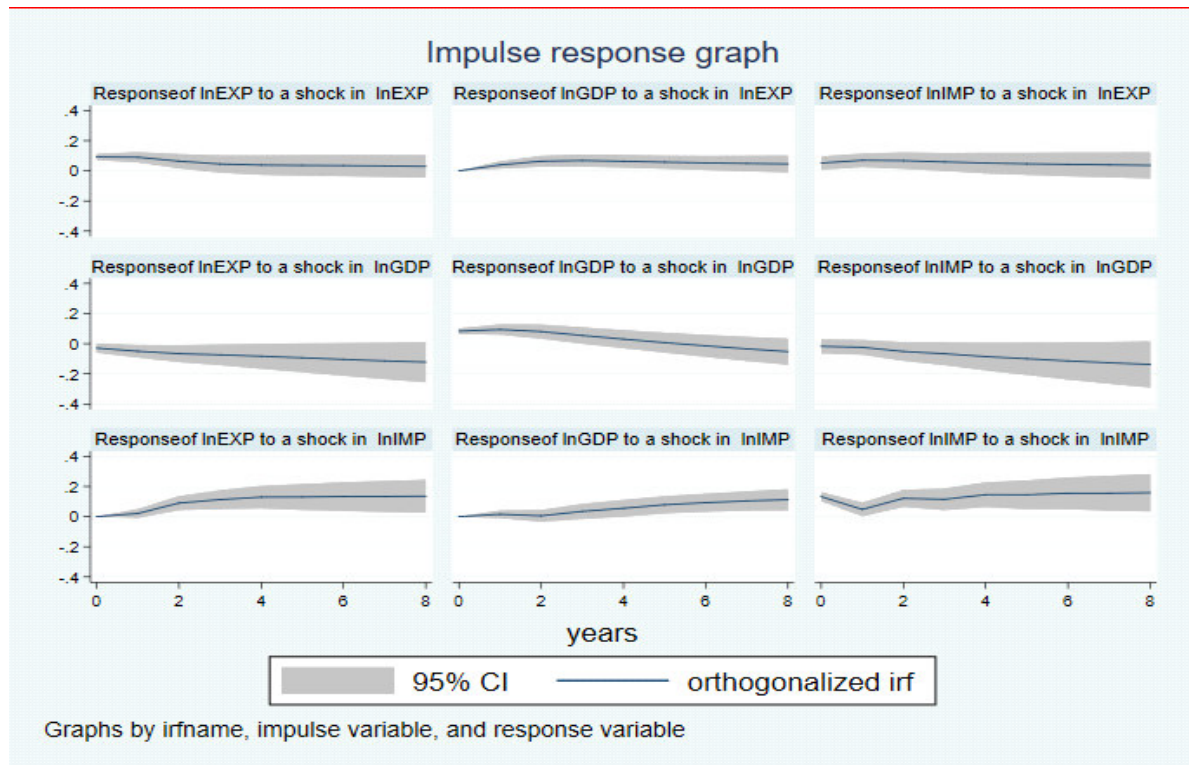 Impulse response graph
Responseof lnEXP to a shock in lnEXP
Responseof lnGDP to a shock in lnEXP
Responseof lnIMP to a shock in lnEXP
.4
.2
0
-.2
-.4
Responseof lnEXP to a shock in lnGDP
Responseof lnGDP to a shock in lnGDP
Responseof lnIMP to a shock in lnGDP
.4
.2
0
-.2
-.4
Responseof lnEXP to a shock in lnIMP
Responseof lnGDP to a shock in lnIMP
Responseof lnIMP to a shock in lnIMP
.4
.2
0
-.2
-.4
0 2 4 6 8
0 2 4 6 8
0 2 4 6 8
years
95% CI
orthogonalized irf
Graphs by irfname, impulse variable, and response variable